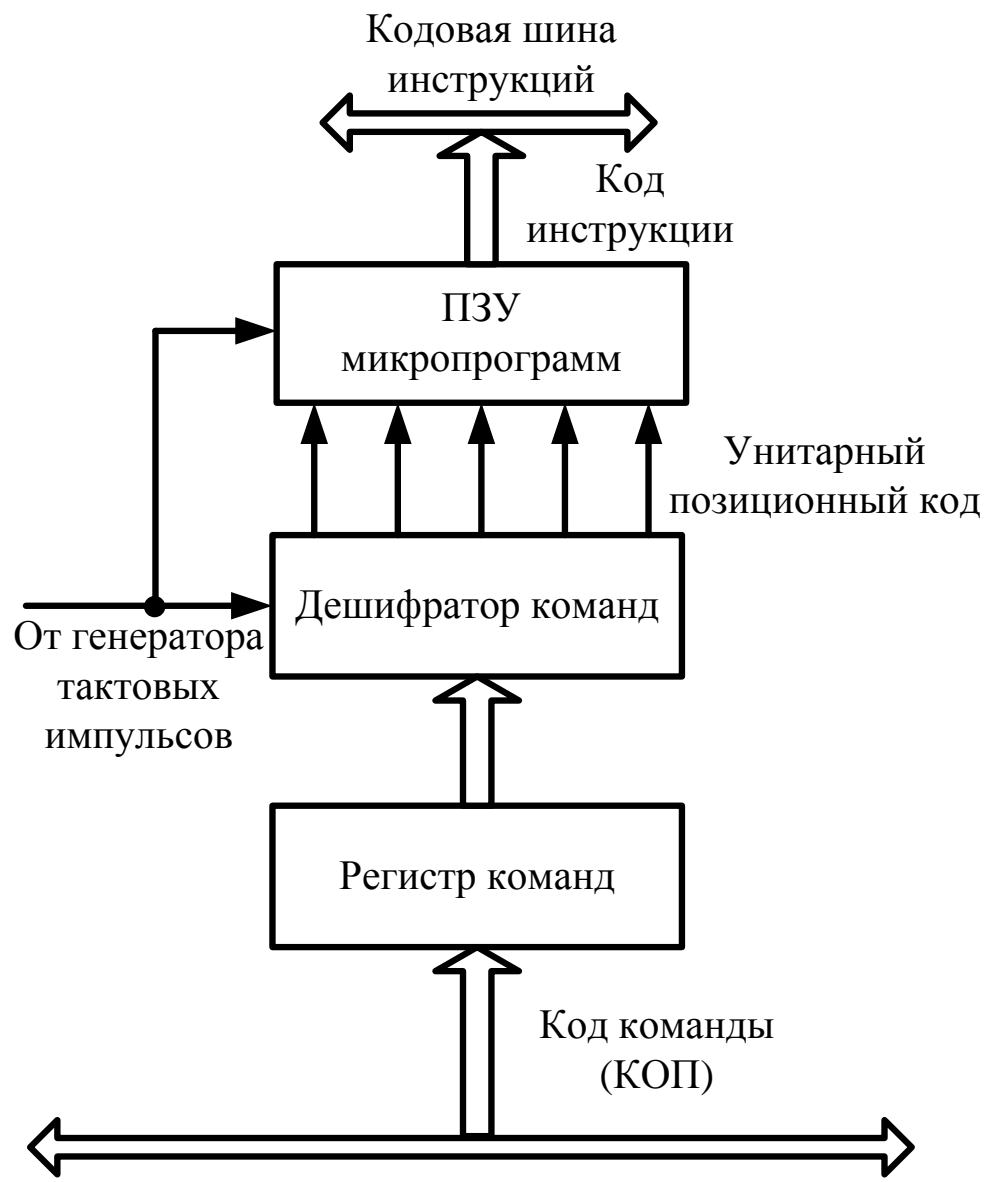 Кодовая шина
инструкций
Код
инструкции
ПЗУ
микропрограмм
Унитарный
позиционный код
Дешифратор команд
От генератора
тактовых
импульсов
Регистр команд
Код команды
(КОП)